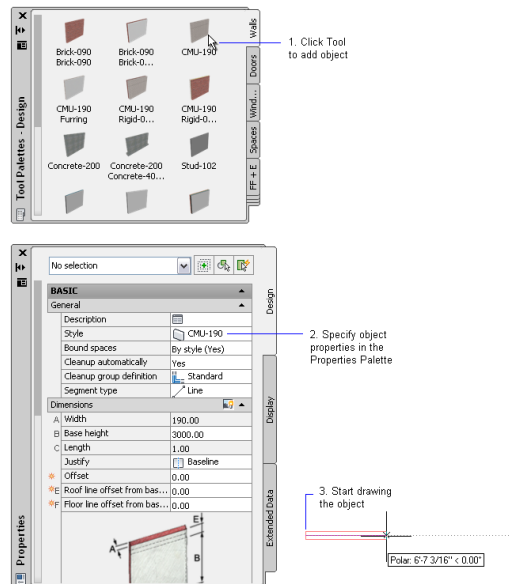 Brick-090 Brick-090 CMU-190
Brick-090 Brick-0...
1. Click Tool
to add object
CMU-190 CMU-190 CMU-190
Furring Rigid-0... Rigid-0...
Concrete-200 Concrete-200 Stud-102
Concrete-40...
Walls
Doors
Wind...
Spaces
FF + E
Tool Palettes - Design
No selection
BASIC
General
Description
Style CMU-190
Bound spaces By style (Yes)
Cleanup automatically Yes
Cleanup group definition Standard
Segment type Line
Dimensions
A Width 190.00
B Base height 3000.00
C Length 1.00
Justify Baseline
Offset 0.00
E Roof line offset from bas... 0.00
F Floor line offset from bas... 0.00
E
A
B
Design
Display
Extended Data
Properties
2. Specify object
properties in the
Properties Palette
3. Start drawing
the object
Polar: 6'-7 3/16" < 0.00°